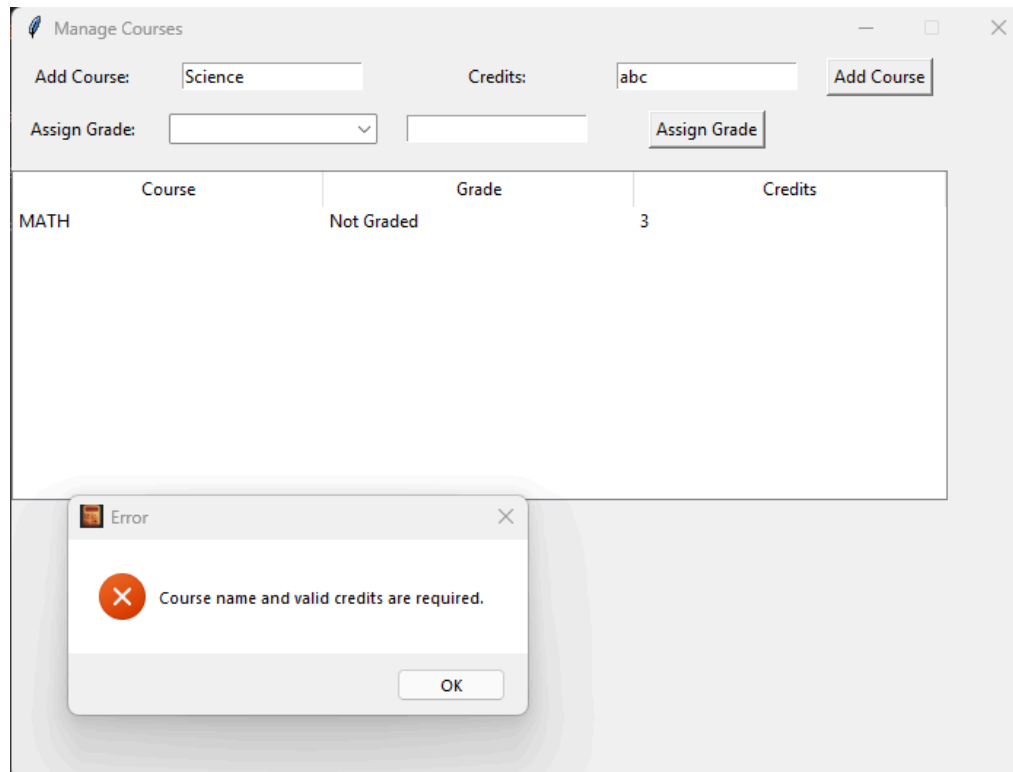 Manage Courses
Add Course: Science Credits: abc Add Course
Assign Grade: Assign Grade
Course Grade Credits
MATH Not Graded 3
Error
Course name and valid credits are required.
OK